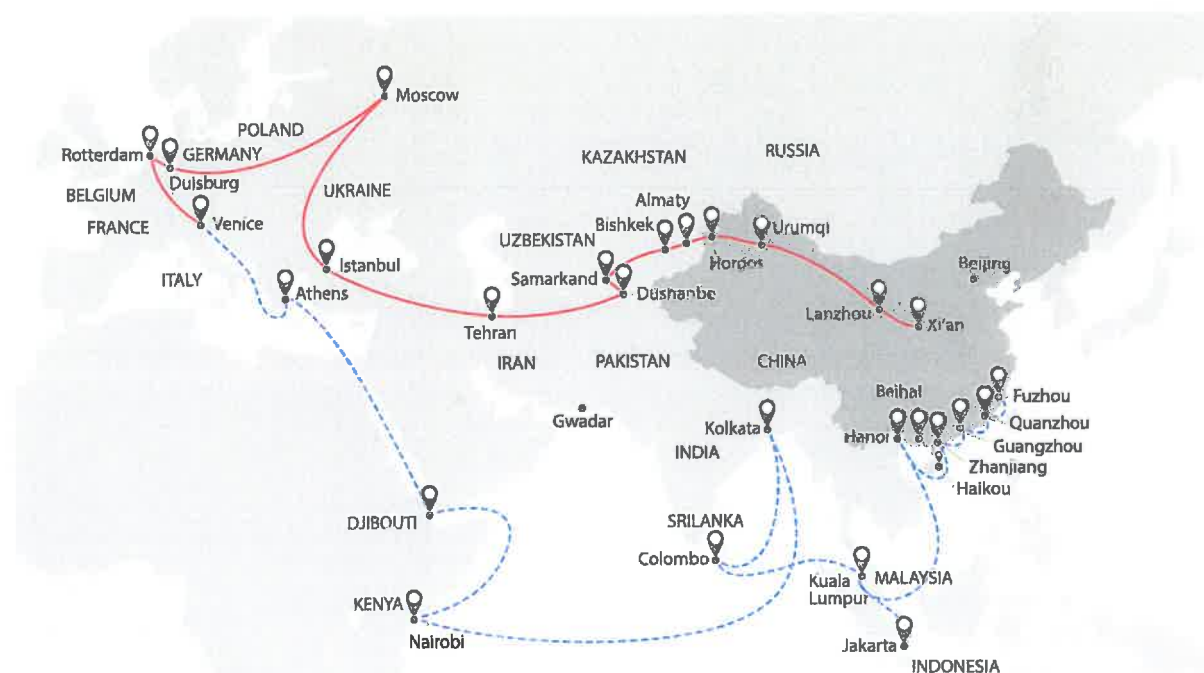 Moscow
POLAND
Rotterdam
GERMANY
Duisburg
KAZAKHSTAN
RUSSIA
BELGIUM
UKRAINE
Almaty
FRANCE
Venice
Bishkek
Urumqi
UZBEKISTAN
Horgos
Istanbul
Beijing
ITALY
Samarkand
Athens
Dushanbe
Lanzhou
Xi'an
Tehran
IRAN
PAKISTAN
CHINA
Beihai
Fuzhou
Gwadar
Kolkata
Quanzhou
Hanoi
INDIA
Guangzhou
Zhanjiang
Haikou
DJIBOUTI
SRILANKA
Colombo
Kuala
Lumpur
MALAYSIA
KENYA
Nairobi
Jakarta
INDONESIA